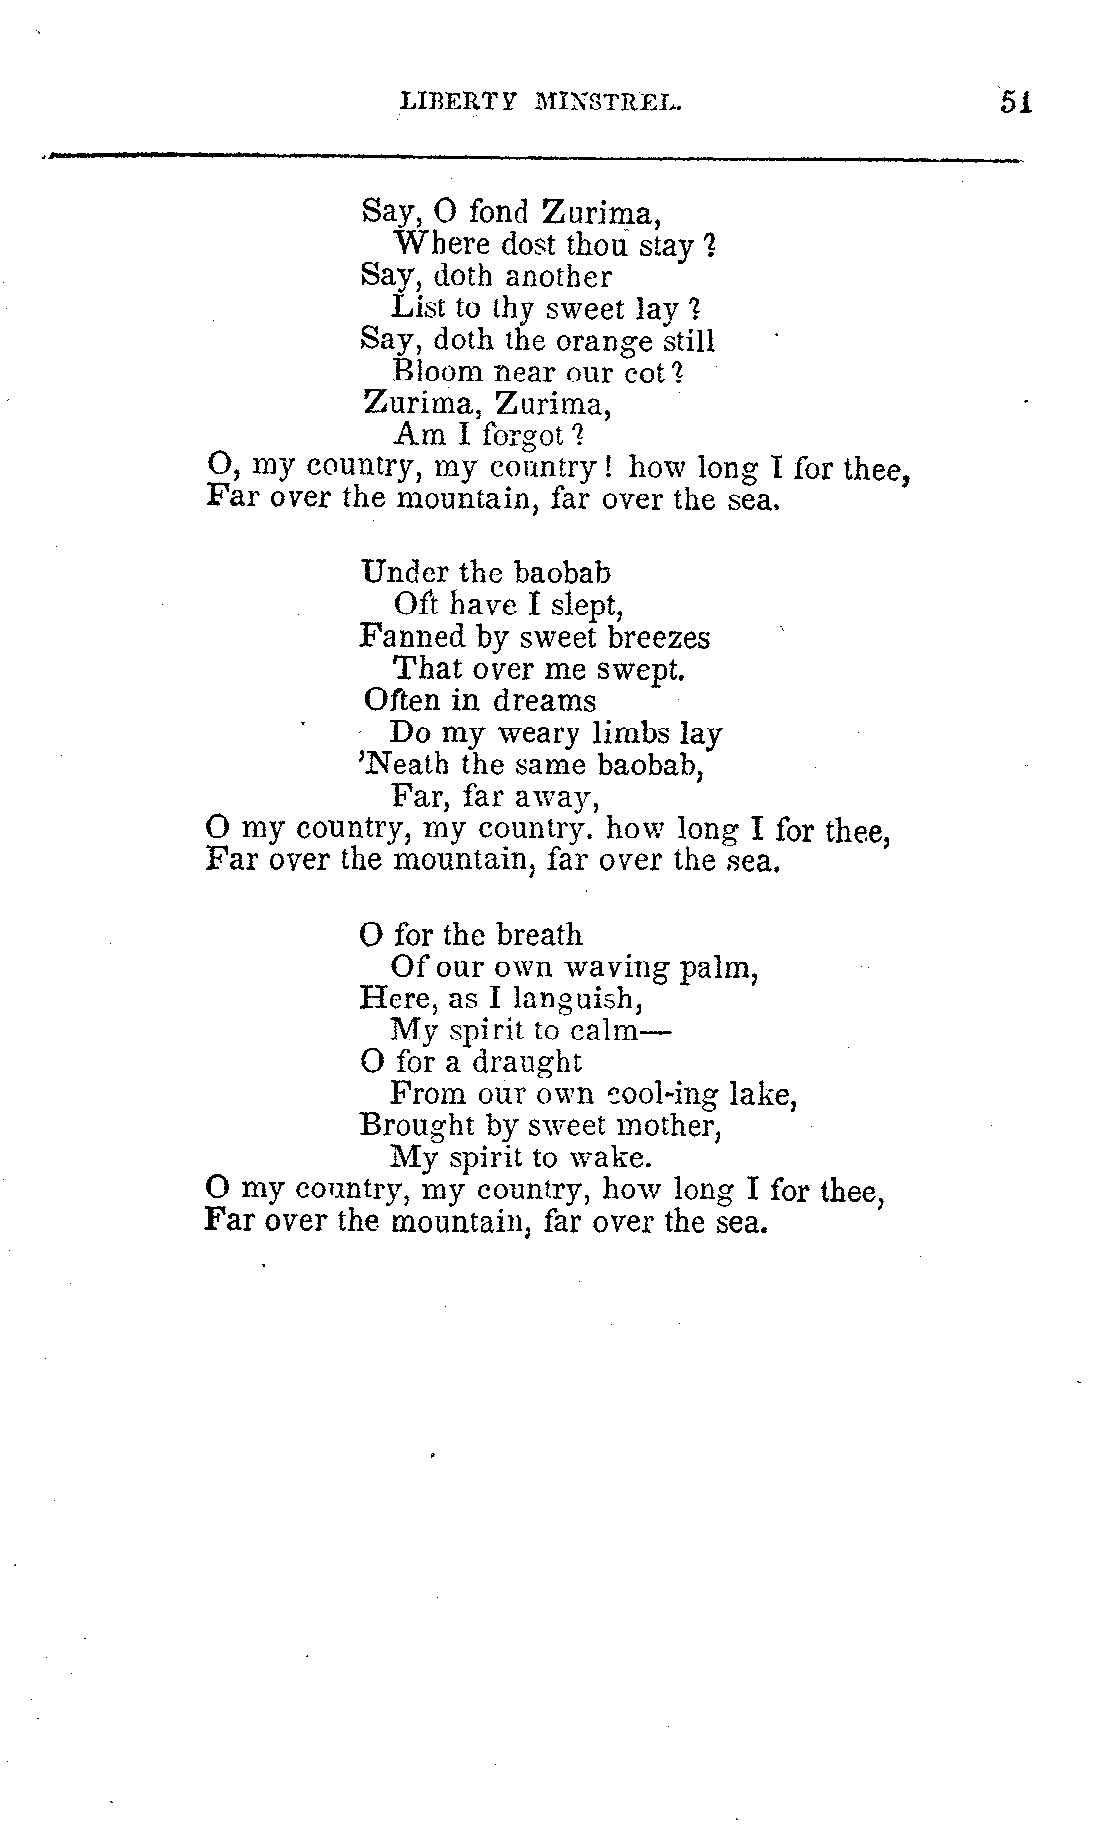 LIBERTY MINSTREL. 51
Say, O fond Zurima,
Where dost thou stay?
Say, doth another
List to thy sweet lay?
Say, doth the orange still
Bloom near our cot?
Zurima, Zurima,
Am I forgot?
O, my country, my country! how long I for thee,
Far over the mountain, far over the sea.
Under the baobab
Oft have I slept,
Fanned by sweet breezes
That over me swept.
Often in dreams
Do my weary limbs lay
'Neath the same baobab,
Far, far away,
O my country, my country. how long I for thee,
Far over the mountain, far over the sea.
O for the breath
Of our own waving palm,
Here, as I languish,
My spirit to calm—
O for a draught
From our own cool-ing lake,
Brought by sweet mother,
My spirit to wake.
O my country, my country, how long I for thee,
Far over the mountain, far over the sea.